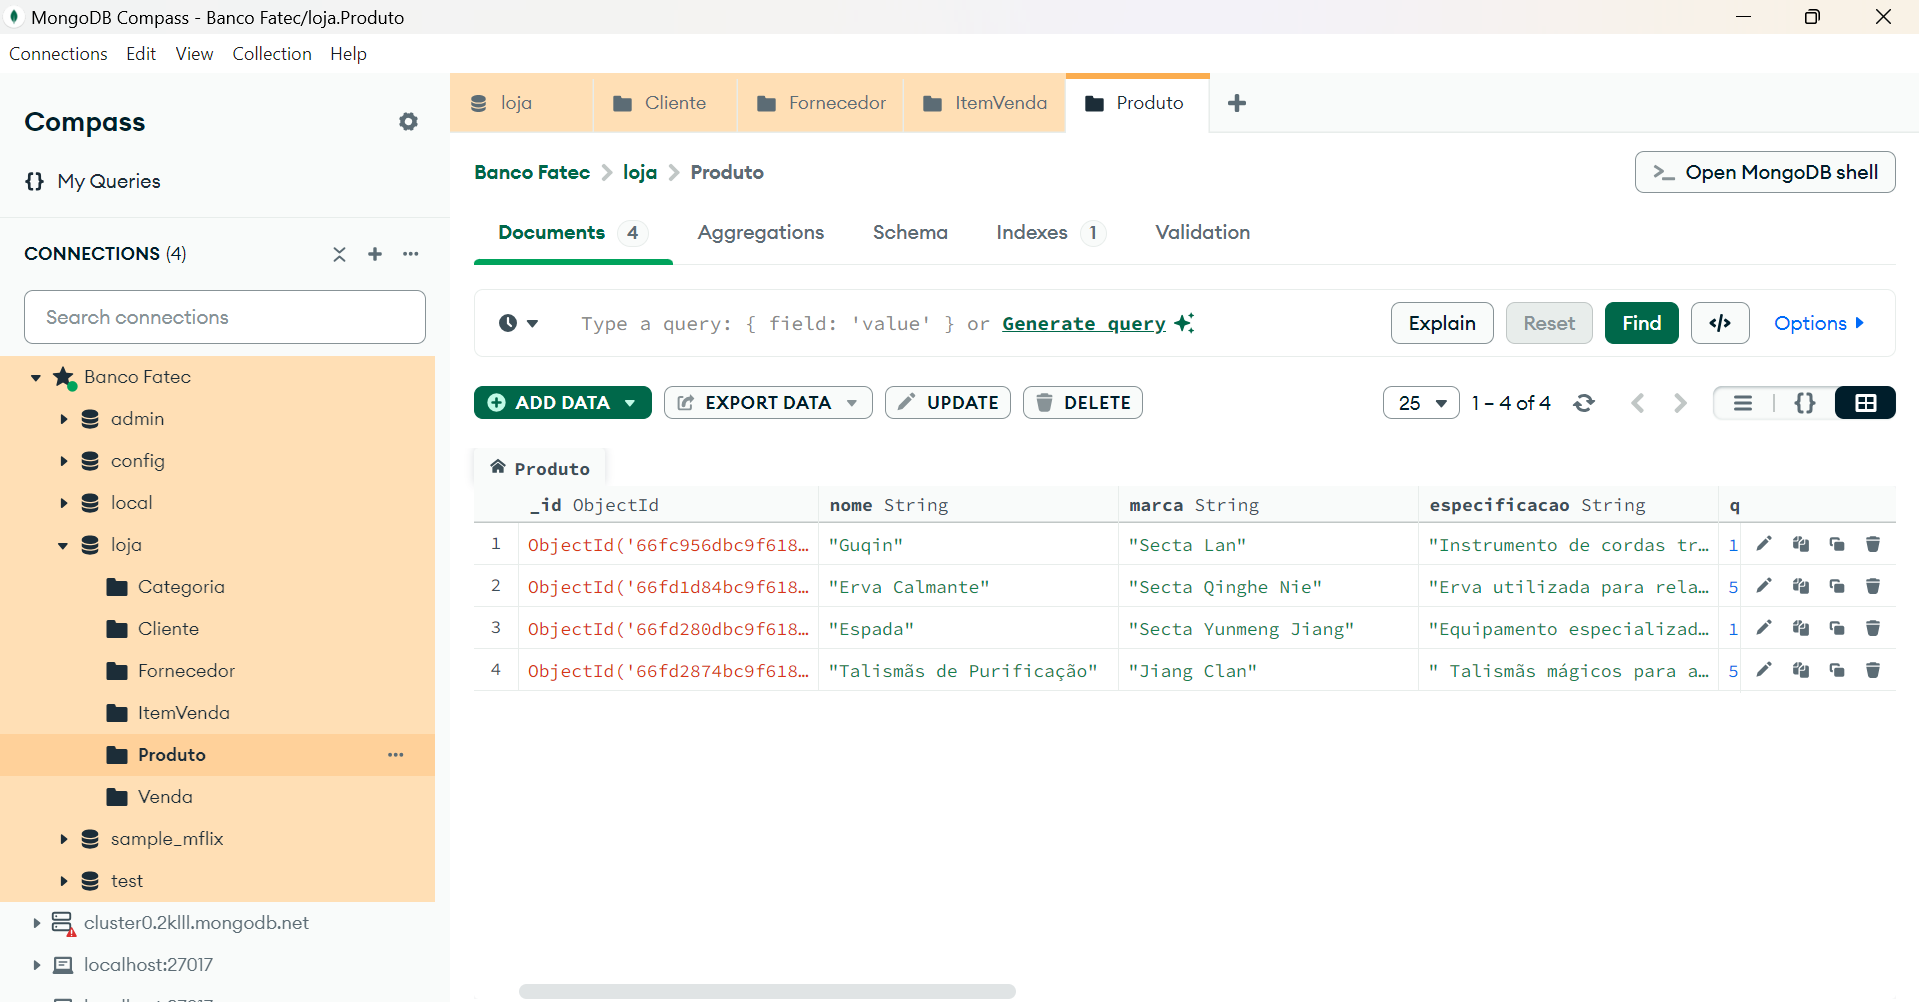 MongoDB Compass - Banco Fatec/loja.Produto
Connections Edit View Collection Help
Compass
{} My Queries
CONNECTIONS (4)
Search connections
Banco Fatec
admin
config
local
loja
Categoria
Cliente
Fornecedor
ItemVenda
Produto
Venda
sample_mflix
test
cluster0.2klll.mongodb.net
localhost:27017
loja Cliente Fornecedor ItemVenda Produto
Banco Fatec > loja > Produto
>_ Open MongoDB shell
Documents 4 Aggregations Schema Indexes 1 Validation
Type a query: { field: 'value' } or Generate query
Explain Reset Find </> Options
ADD DATA EXPORT DATA UPDATE DELETE
25 1 – 4 of 4 {}
Produto
_id ObjectId nome String marca String especificacao String q
1 ObjectId('66fc956dbc9f618… "Guqin" "Secta Lan" "Instrumento de cordas tr… 1
2 ObjectId('66fd1d84bc9f618… "Erva Calmante" "Secta Qinghe Nie" "Erva utilizada para rela… 5
3 ObjectId('66fd280dbc9f618… "Espada" "Secta Yunmeng Jiang" "Equipamento especializad… 1
4 ObjectId('66fd2874bc9f618… "Talismãs de Purificação" "Jiang Clan" " Talismãs mágicos para a… 5